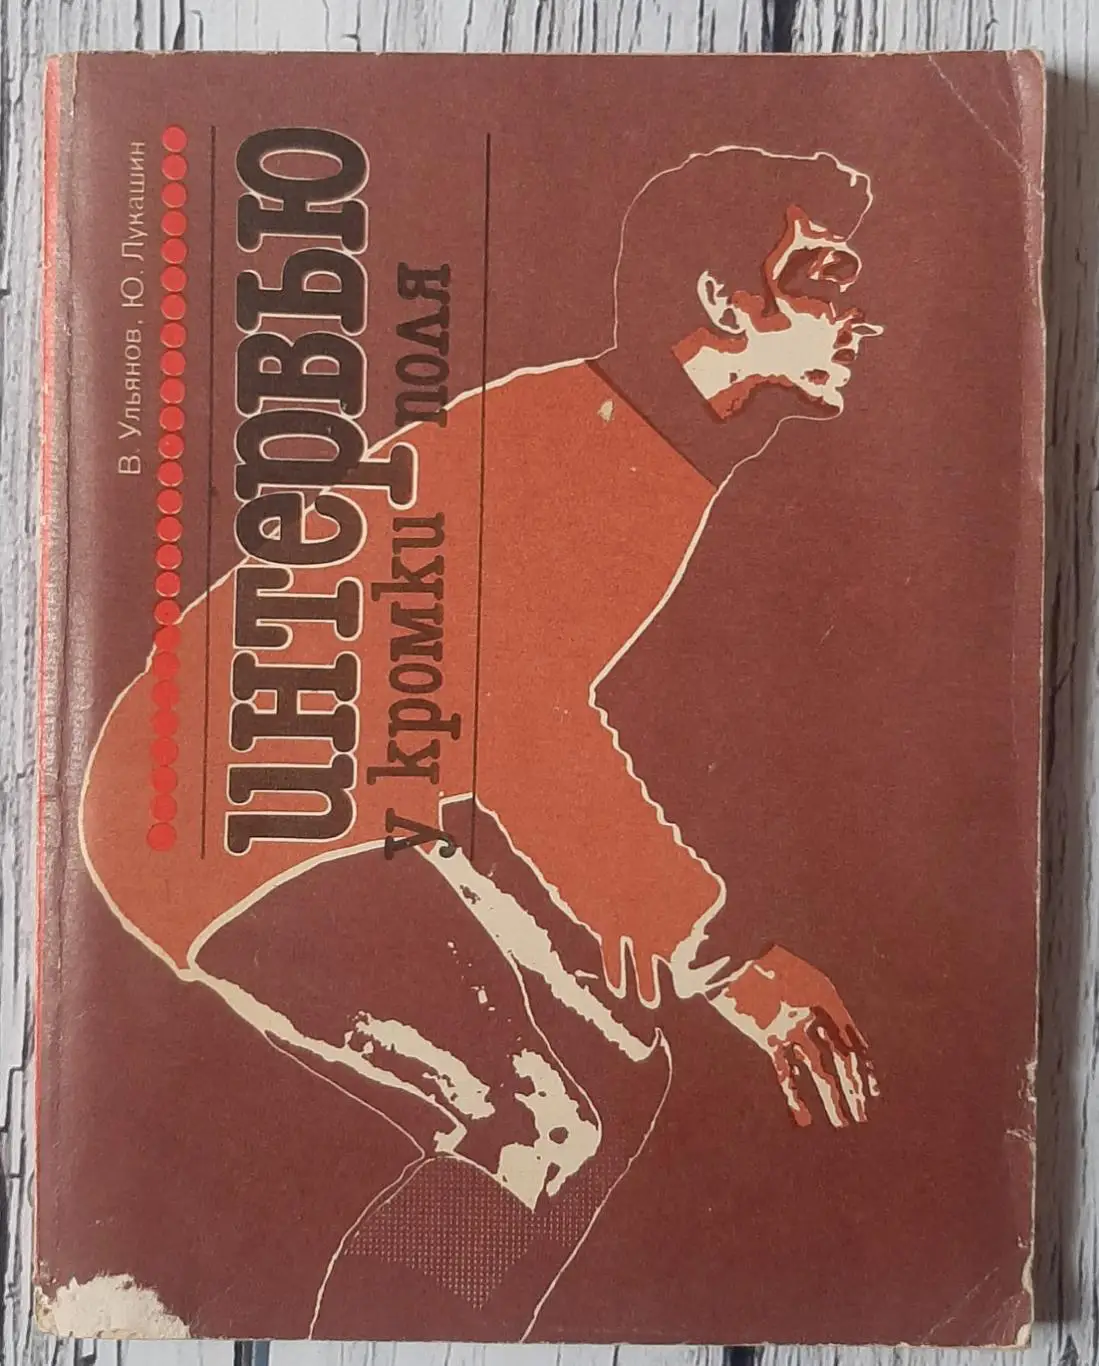 В. Ульянов, Ю. Лукашин
интервью
у кромки поля